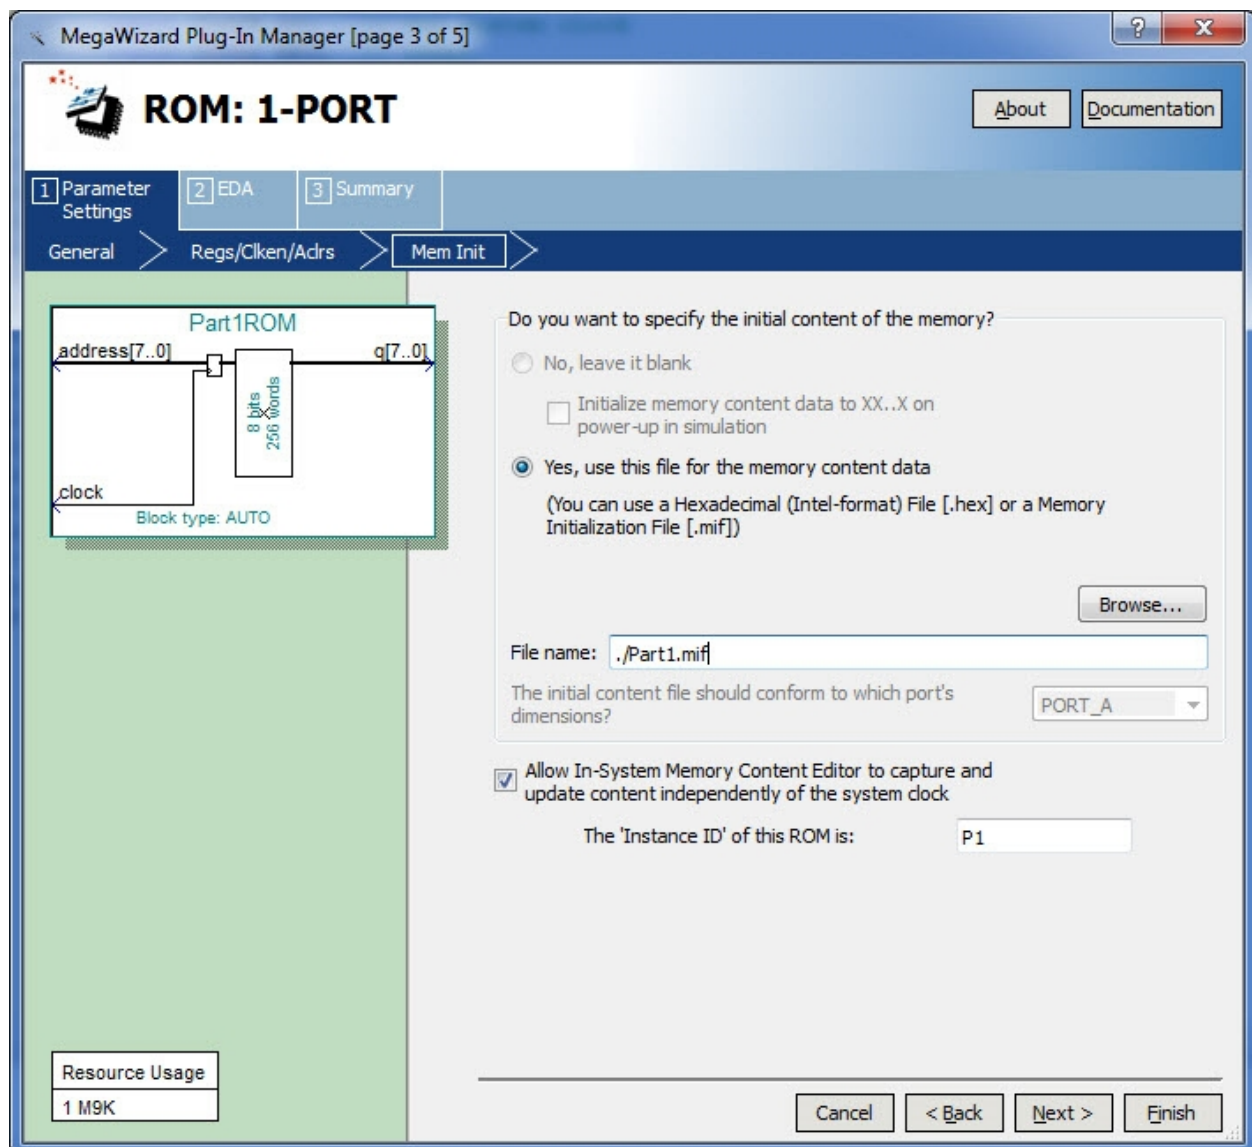 MegaWizard Plug-In Manager [page 3 of 5]
ROM: 1-PORT
About
Documentation
1 Parameter Settings
2 EDA
3 Summary
General
Regs/Clken/Aclrs
Mem Init
Part1ROM
address[7..0]
q[7..0]
8 bits
256 words
clock
Block type: AUTO
Do you want to specify the initial content of the memory?
No, leave it blank
Initialize memory content data to XX..X on
power-up in simulation
Yes, use this file for the memory content data
(You can use a Hexadecimal (Intel-format) File [.hex] or a Memory
Initialization File [.mif])
Browse...
File name: ./Part1.mif
The initial content file should conform to which port's
dimensions?
PORT_A
Allow In-System Memory Content Editor to capture and
update content independently of the system clock
The 'Instance ID' of this ROM is: P1
Resource Usage
1 M9K
Cancel
< Back
Next >
Finish